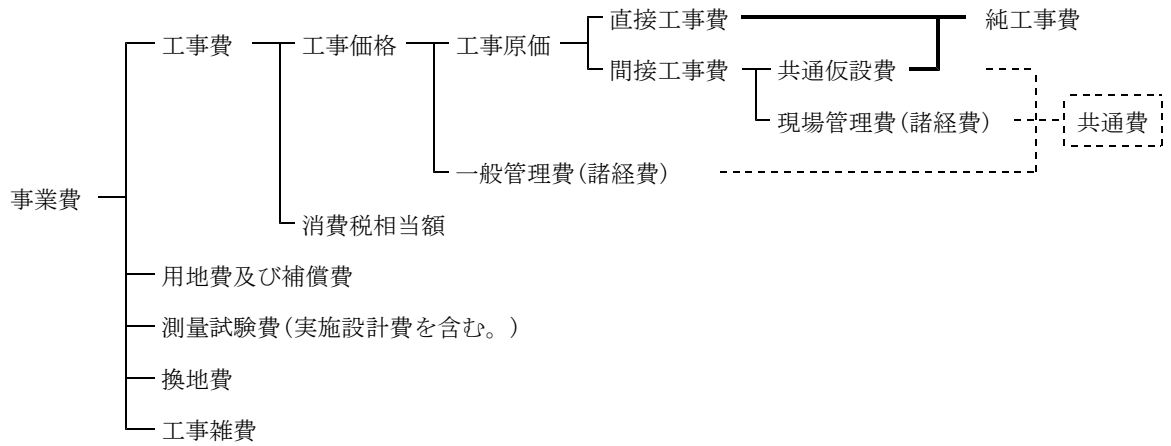 直接工事費 純工事費
工事費 工事価格 工事原価
間接工事費 共通仮設費
現場管理費(諸経費) 共通費
一般管理費(諸経費)
事業費
消費税相当額
用地費及び補償費
測量試験費(実施設計費を含む。)
換地費
工事雑費